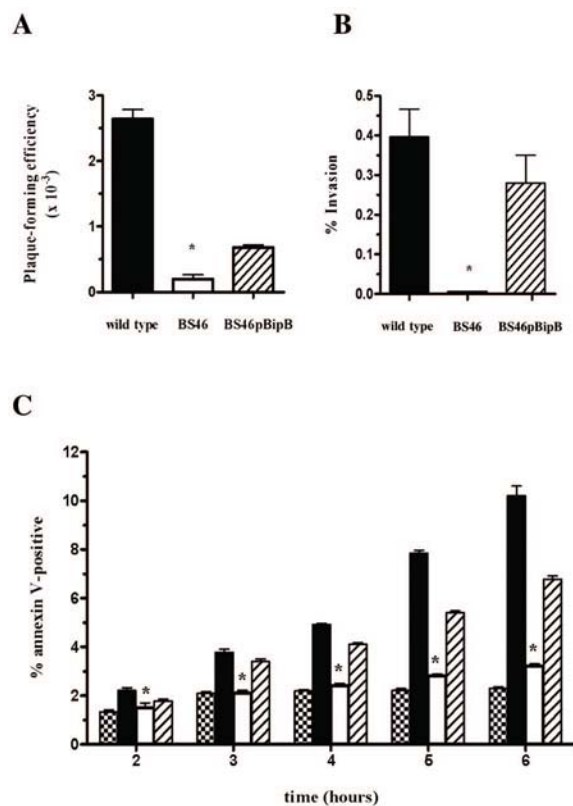 A
B
Plaque-forming efficiency
(x 10⁻³)
3
2
1
0
*
wild type BS46 BS46pBipB
% Invasion
0.5
0.4
0.3
0.2
0.1
0.0
*
wild type BS46 BS46pBipB
C
% annexin V-positive
12
10
8
6
4
2
0
* * * * *
2 3 4 5 6
time (hours)